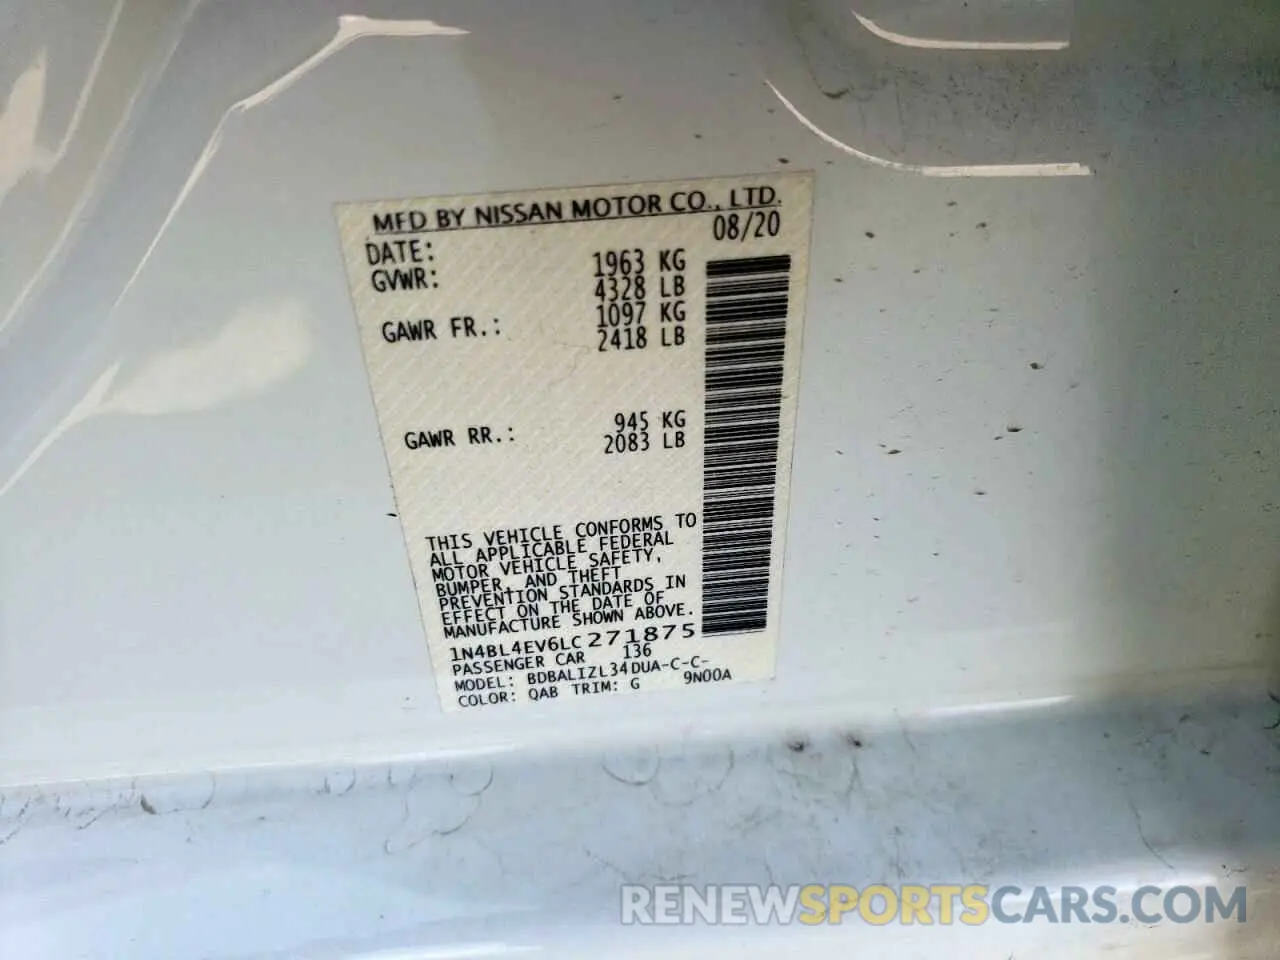 MFD BY NISSAN MOTOR CO., LTD.
DATE: 08/20
GVWR: 1963 KG
4328 LB
GAWR FR.: 1097 KG
2418 LB
GAWR RR.: 945 KG
2083 LB
THIS VEHICLE CONFORMS TO
ALL APPLICABLE FEDERAL
MOTOR VEHICLE SAFETY,
BUMPER, AND THEFT
PREVENTION STANDARDS IN
EFFECT ON THE DATE OF
MANUFACTURE SHOWN ABOVE.
1N4BL4EV6LC271875
PASSENGER CAR 136
MODEL: BDBALIZL34DUA-C-C-
COLOR: QAB TRIM: G 9N00A
RENEWSPORTSCARS.COM